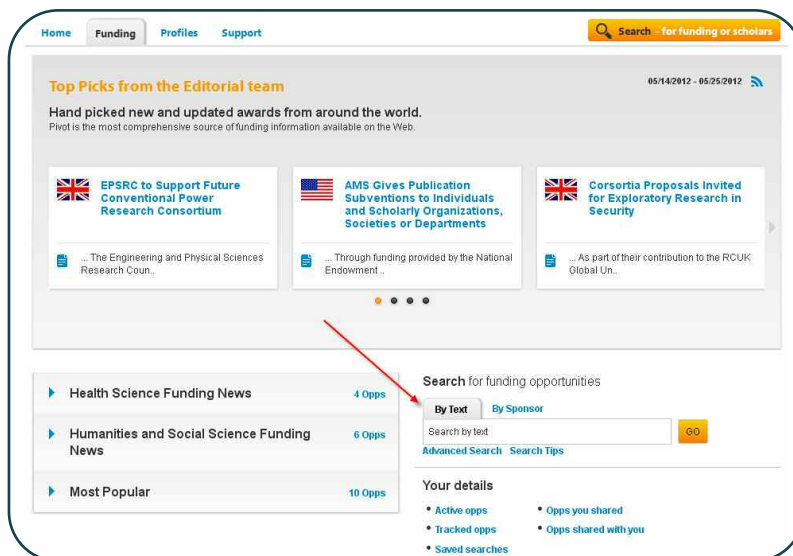 Home Funding Profiles Support
Search - for funding or scholars
Top Picks from the Editorial team
05/14/2012 - 05/25/2012
Hand picked new and updated awards from around the world.
Pivot is the most comprehensive source of funding information available on the Web.
EPSRC to Support Future
Conventional Power
Research Consortium
... The Engineering and Physical Sciences
Research Coun..
AMS Gives Publication
Subventions to Individuals
and Scholarly Organizations,
Societies or Departments
... Through funding provided by the National
Endowment ..
Corsortia Proposals Invited
for Exploratory Research in
Security
... As part of their contribution to the RCUK
Global Un..
Health Science Funding News
4 Opps
Humanities and Social Science Funding
News
6 Opps
Most Popular
10 Opps
Search for funding opportunities
By Text By Sponsor
Search by text
GO
Advanced Search Search Tips
Your details
• Active opps
• Tracked opps
• Saved searches
• Opps you shared
• Opps shared with you